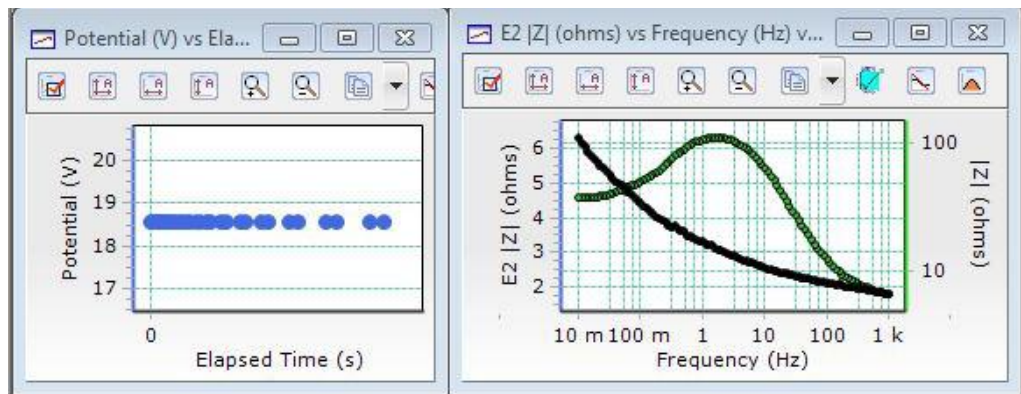 Potential (V) vs Ela...
Potential (V)
20
19
18
17
0
Elapsed Time (s)
E2 |Z| (ohms) vs Frequency (Hz) v...
E2 |Z| (ohms)
6
5
4
3
2
100
10
|Z| (ohms)
10 m 100 m 1 10 100 1 k
Frequency (Hz)